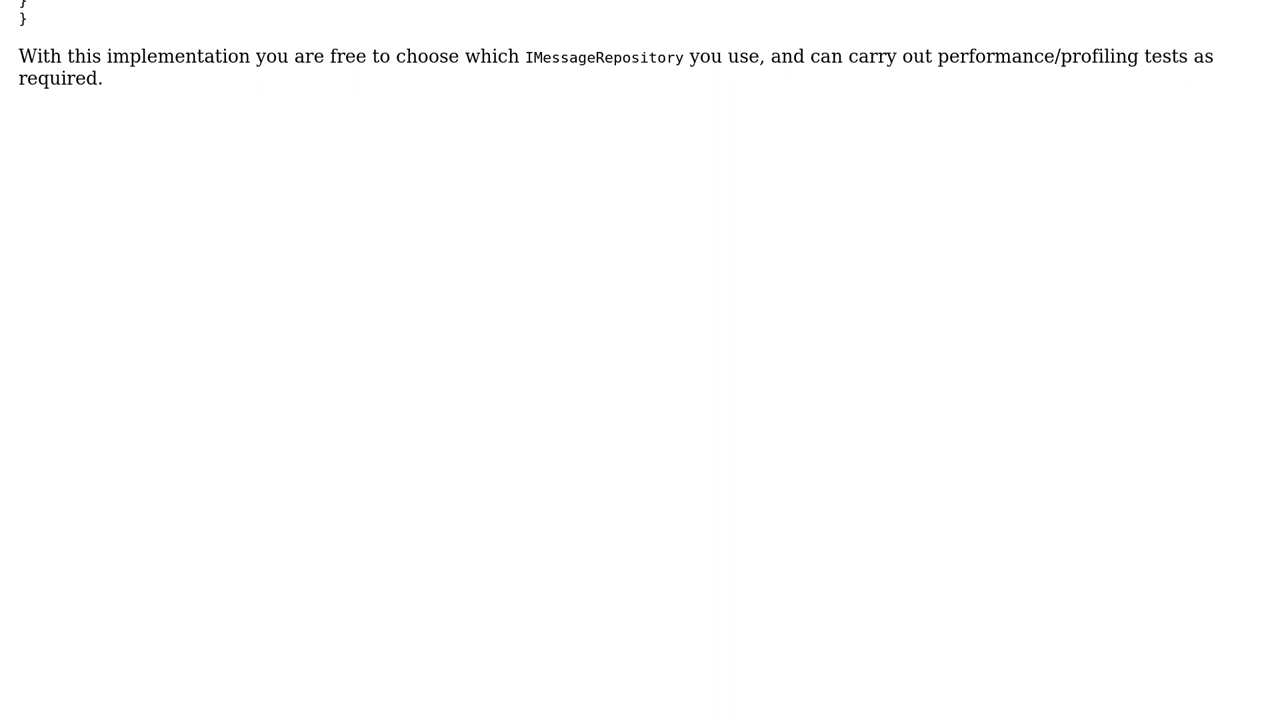 }
}
With this implementation you are free to choose which IMessageRepository you use, and can carry out performance/profiling tests as
required.